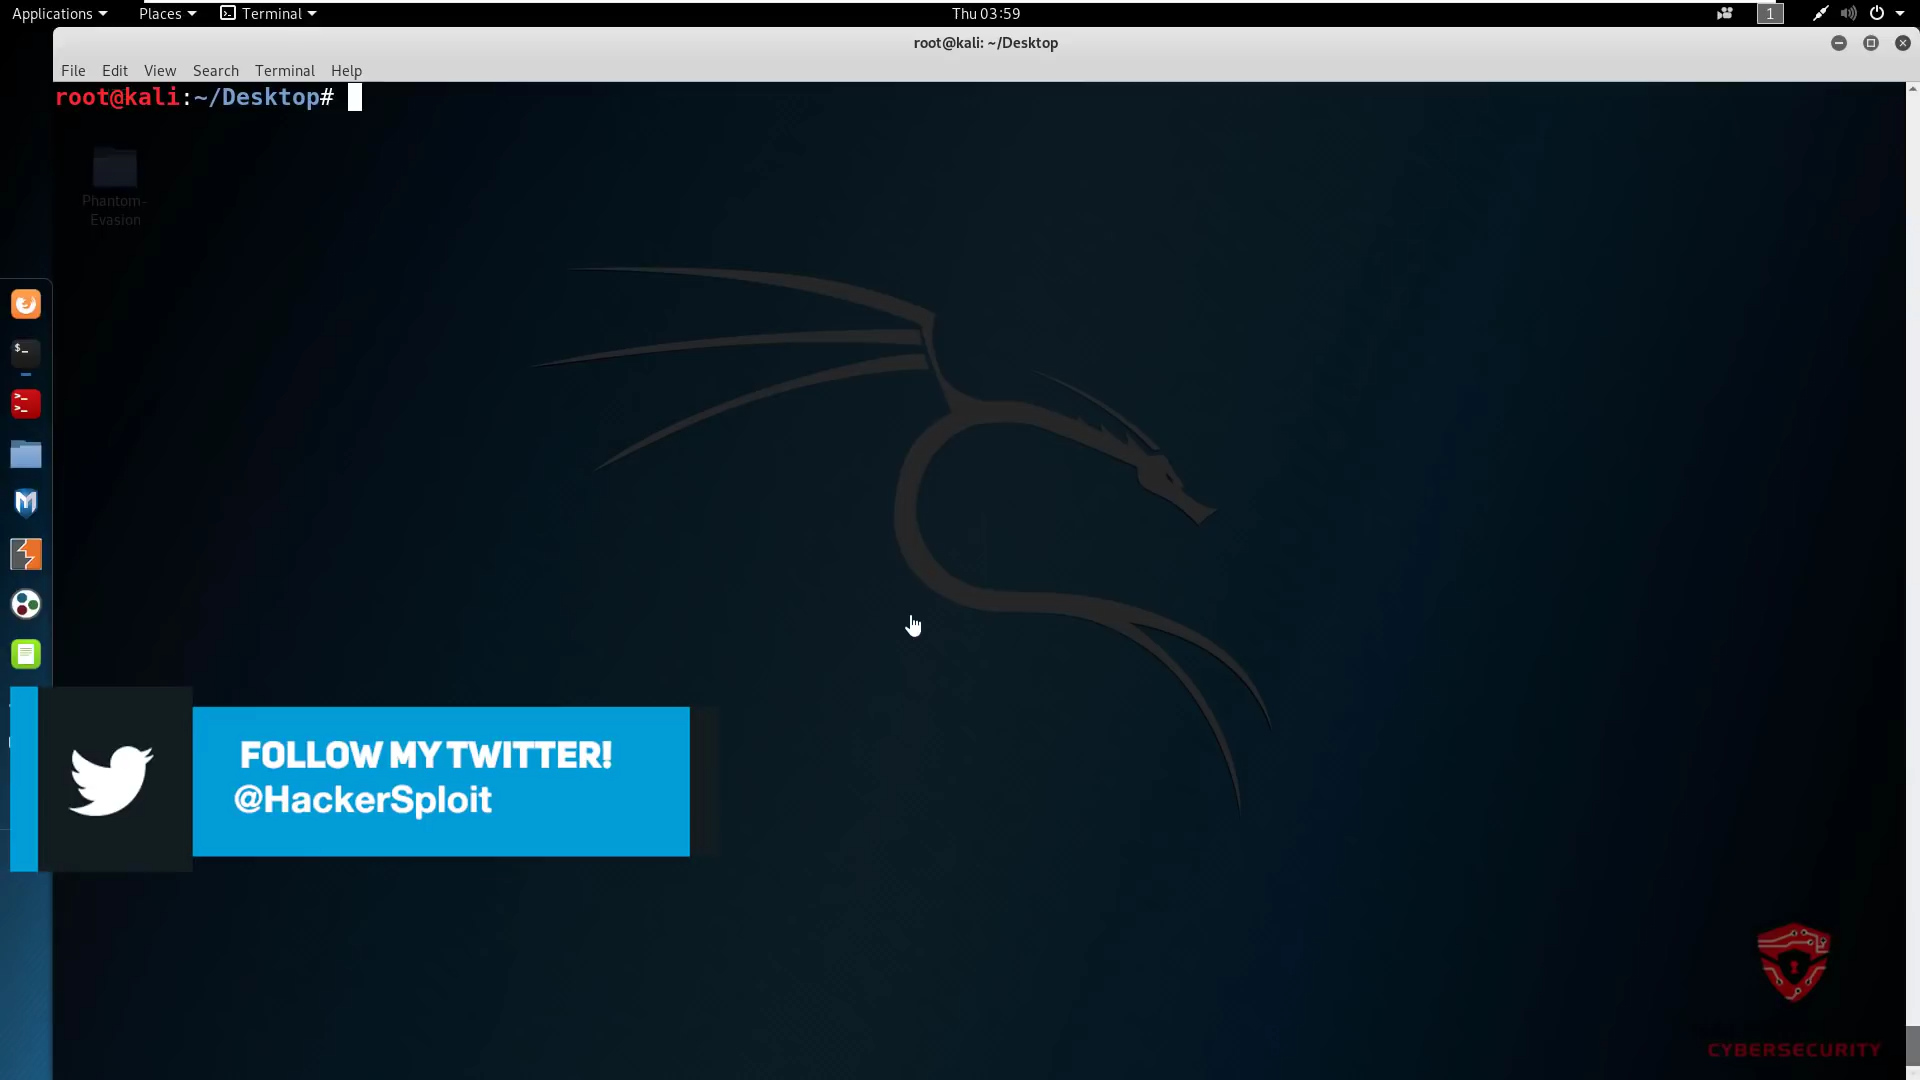 Applications Places Terminal Thu 03:59 1
root@kali: ~/Desktop
File Edit View Search Terminal Help
root@kali:~/Desktop#
Phantom-
Evasion
FOLLOW MY TWITTER!
@HackerSploit
CYBERSECURITY